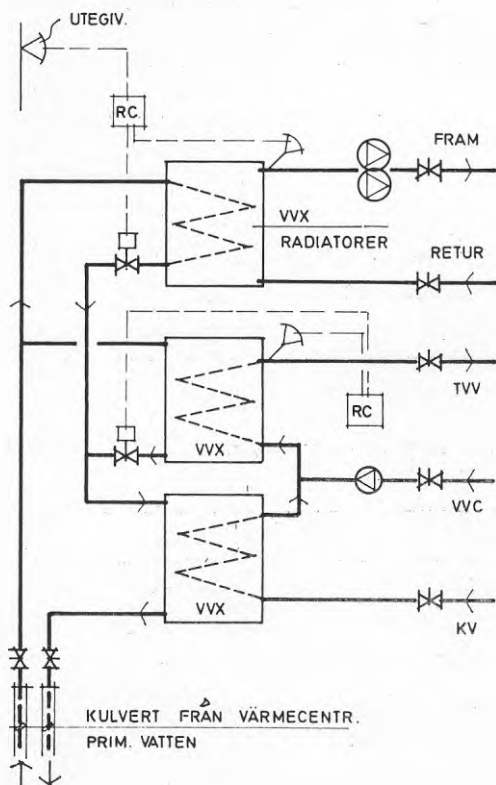 UTEGIV.
RC
FRAM
VVX
RADIATORER
RETUR
TVV
RC
VVX
VVC
VVX
KV
KULVERT FRÅN VÄRMECENTR.
PRIM. VATTEN